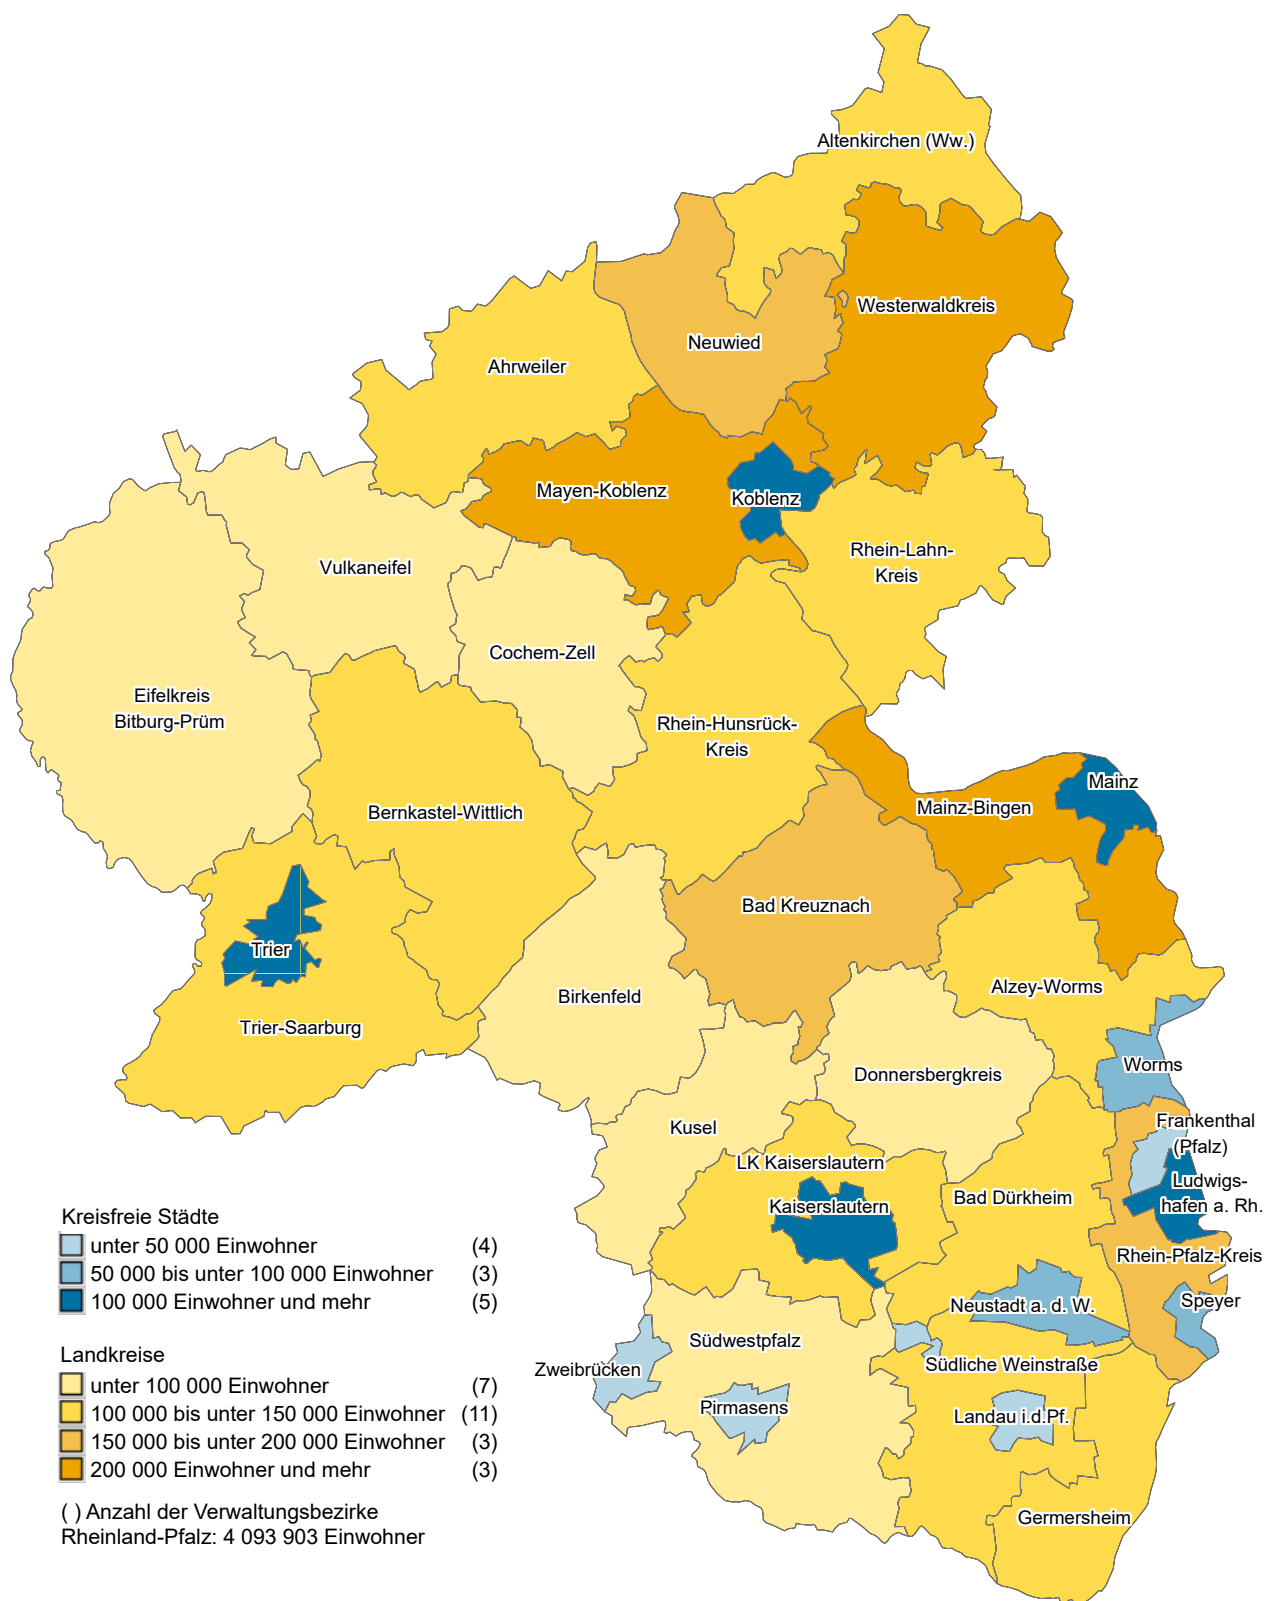 Altenkirchen (Ww.)
Westerwaldkreis
Neuwied
Ahrweiler
Mayen-Koblenz
Koblenz
Rhein-Lahn-
Kreis
Vulkaneifel
Cochem-Zell
Eifelkreis
Bitburg-Prüm
Rhein-Hunsrück-
Kreis
Mainz
Mainz-Bingen
Bernkastel-Wittlich
Bad Kreuznach
Trier
Alzey-Worms
Birkenfeld
Trier-Saarburg
Worms
Donnersbergkreis
Frankenthal
(Pfalz)
Kusel
LK Kaiserslautern
Ludwigs-
hafen a. Rh.
Bad Dürkheim
Kaiserslautern
Rhein-Pfalz-Kreis
Speyer
Neustadt a. d. W.
Südwestpfalz
Südliche Weinstraße
Zweibrücken
Pirmasens
Landau i.d.Pf.
Germersheim
Kreisfreie Städte
unter 50 000 Einwohner (4)
50 000 bis unter 100 000 Einwohner (3)
100 000 Einwohner und mehr (5)
Landkreise
unter 100 000 Einwohner (7)
100 000 bis unter 150 000 Einwohner (11)
150 000 bis unter 200 000 Einwohner (3)
200 000 Einwohner und mehr (3)
( ) Anzahl der Verwaltungsbezirke
Rheinland-Pfalz: 4 093 903 Einwohner